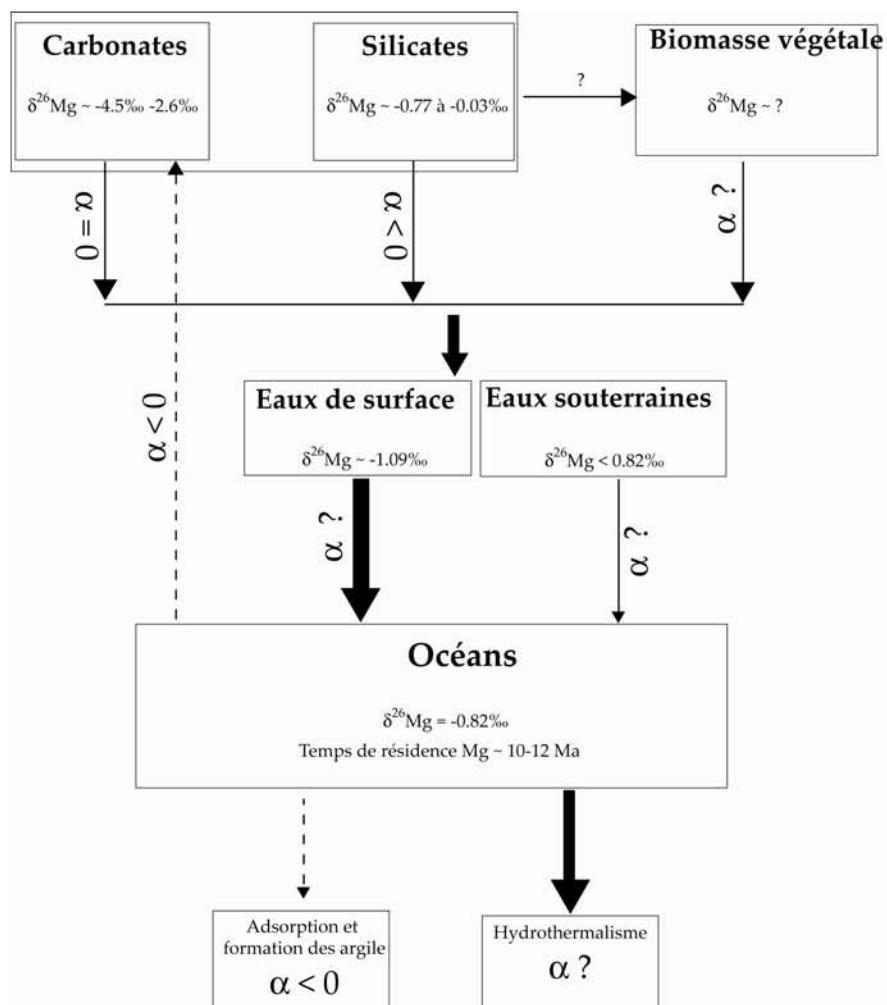 Carbonates
δ²⁶Mg ~ -4.5‰ -2.6‰
Silicates
δ²⁶Mg ~ -0.77 à -0.03‰
?
Biomasse végétale
δ²⁶Mg ~ ?
α = 0
α < 0
α ?
α < 0
Eaux de surface
δ²⁶Mg ~ -1.09‰
Eaux souterraines
δ²⁶Mg < 0.82‰
α ?
α ?
Océans
δ²⁶Mg = -0.82‰
Temps de résidence Mg ~ 10-12 Ma
Adsorption et
formation des argile
α < 0
Hydrothermalisme
α ?